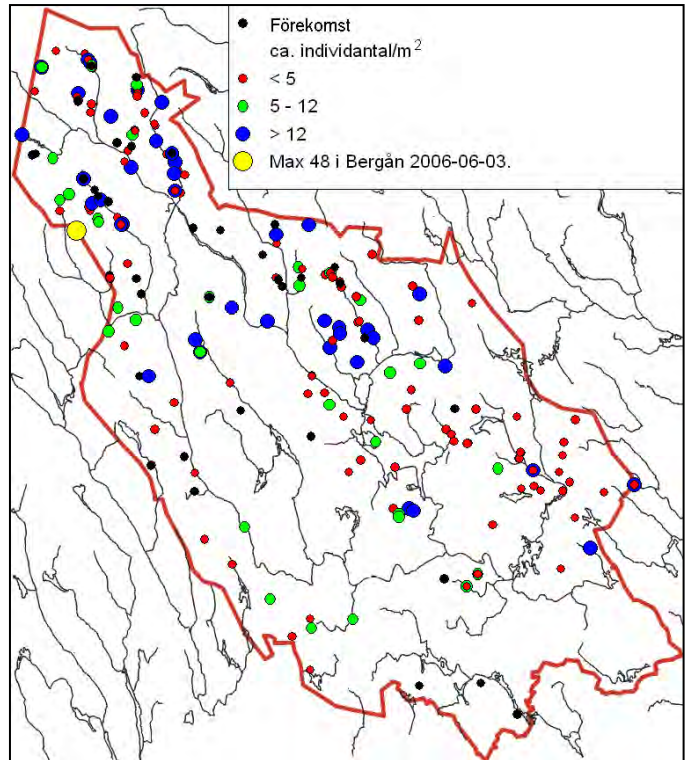 Förekomst
ca. individantal/m²
< 5
5 - 12
> 12
Max 48 i Bergån 2006-06-03.